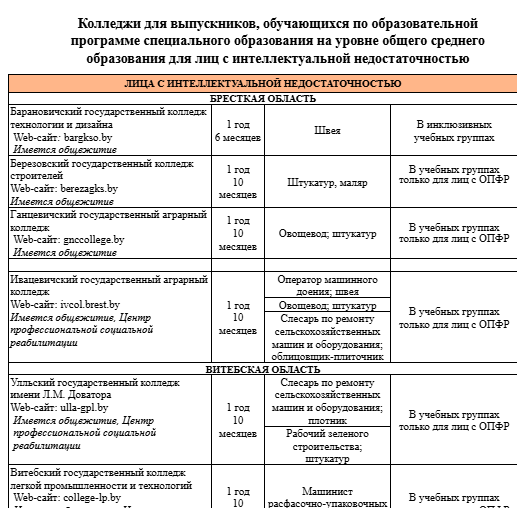 Колледжи для выпускников, обучающихся по образовательной
программе специального образования на уровне общего среднего
образования для лиц с интеллектуальной недостаточностью
ЛИЦА С ИНТЕЛЛЕКТУАЛЬНОЙ НЕДОСТАТОЧНОСТЬЮ
БРЕСТКАЯ ОБЛАСТЬ
Барановичский государственный колледж
технологии и дизайна
Web-сайт: bargkso.by
Имеется общежитие
1 год
6 месяцев
Швея
В инклюзивных
учебных группах
Березовский государственный колледж
строителей
Web-сайт: berezagks.by
Имеется общежитие
1 год
10
месяцев
Штукатур, маляр
В учебных группах
только для лиц с ОПФР
Ганцевичский государственный аграрный
колледж
Web-сайт: gnccollege.by
Имеется общежитие
1 год
10
месяцев
Овощевод; штукатур
В учебных группах
только для лиц с ОПФР
Ивацевичский государственный аграрный
колледж
Web-сайт: ivcol.brest.by
Имеется общежитие, Центр
профессиональной социальной
реабилитации
1 год
10
месяцев
Оператор машинного
доения; швея
Овощевод; штукатур
Слесарь по ремонту
сельскохозяйственных
машин и оборудования;
облицовщик-плиточник
В учебных группах
только для лиц с ОПФР
ВИТЕБСКАЯ ОБЛАСТЬ
Улльский государственный колледж
имени Л.М. Доватора
Web-сайт: ulla-gpl.by
Имеется общежитие, Центр
профессиональной социальной
реабилитации
1 год
10
месяцев
Слесарь по ремонту
сельскохозяйственных
машин и оборудования;
плотник
Рабочий зеленого
строительства;
штукатур
В учебных группах
только для лиц с ОПФР
Витебский государственный колледж
легкой промышленности и технологий
Web-сайт: college-lp.by
1 год
10
Машинист
расфасочно-упаковочных
В учебных группах